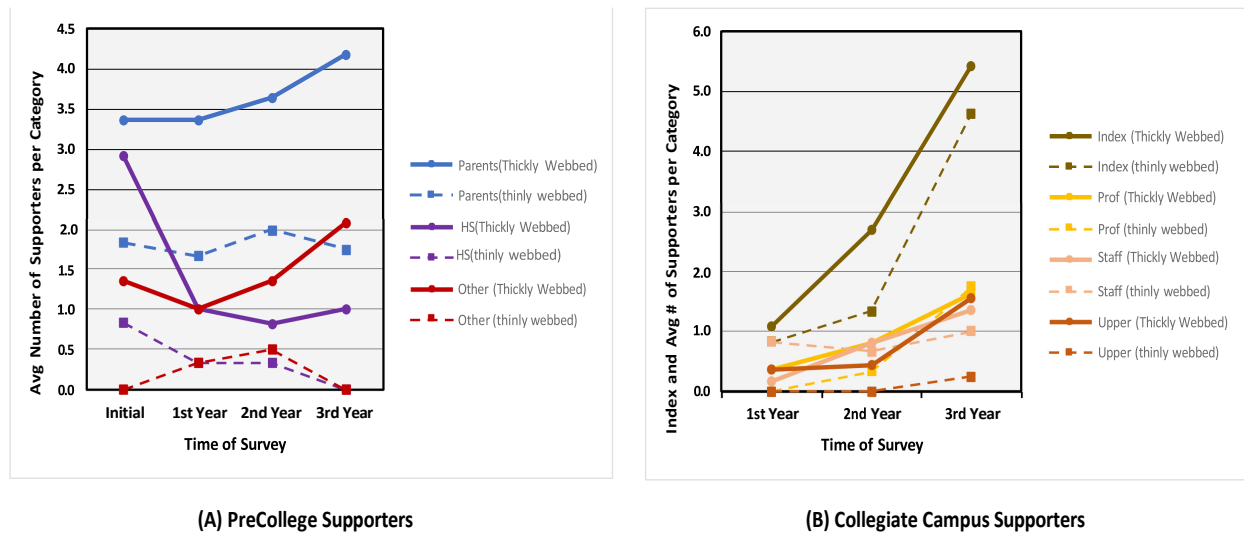 4.5
4.0
3.5
3.0
2.5
2.0
1.5
1.0
0.5
0.0
Avg Number of Supporters per Category
Initial 1st Year 2nd Year 3rd Year
Time of Survey
Parents(Thickly Webbed)
Parents(thinly webbed)
HS(Thickly Webbed)
HS(thinly webbed)
Other (Thickly Webbed)
Other (thinly webbed)
(A) PreCollege Supporters
6.0
5.0
4.0
3.0
2.0
1.0
0.0
Index and Avg # of Supporters per Category
1st Year 2nd Year 3rd Year
Time of Survey
Index (Thickly Webbed)
Index (thinly webbed)
Prof (Thickly Webbed)
Prof (thinly webbed)
Staff (Thickly Webbed)
Staff (thinly webbed)
Upper (Thickly Webbed)
Upper (thinly webbed)
(B) Collegiate Campus Supporters